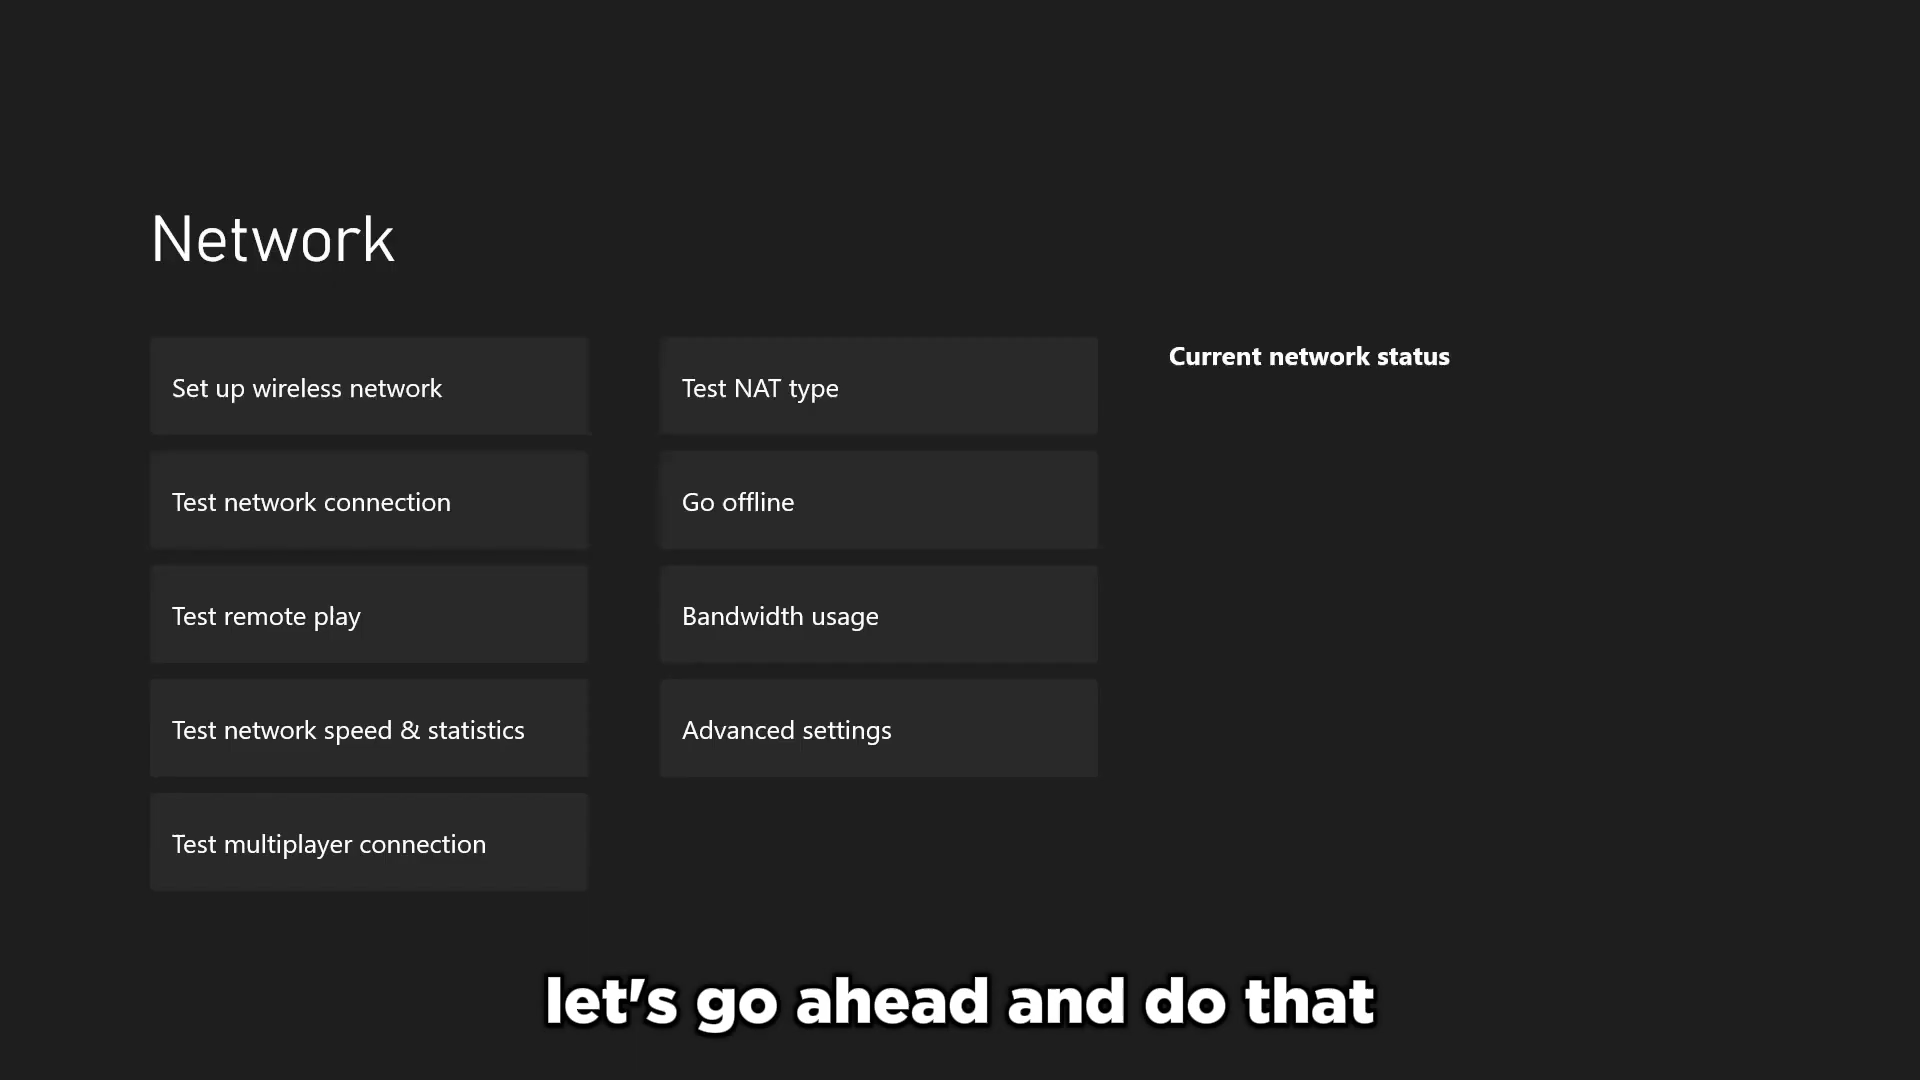 Network
Set up wireless network
Test network connection
Test remote play
Test network speed & statistics
Test multiplayer connection
Test NAT type
Go offline
Bandwidth usage
Advanced settings
Current network status
let's go ahead and do that